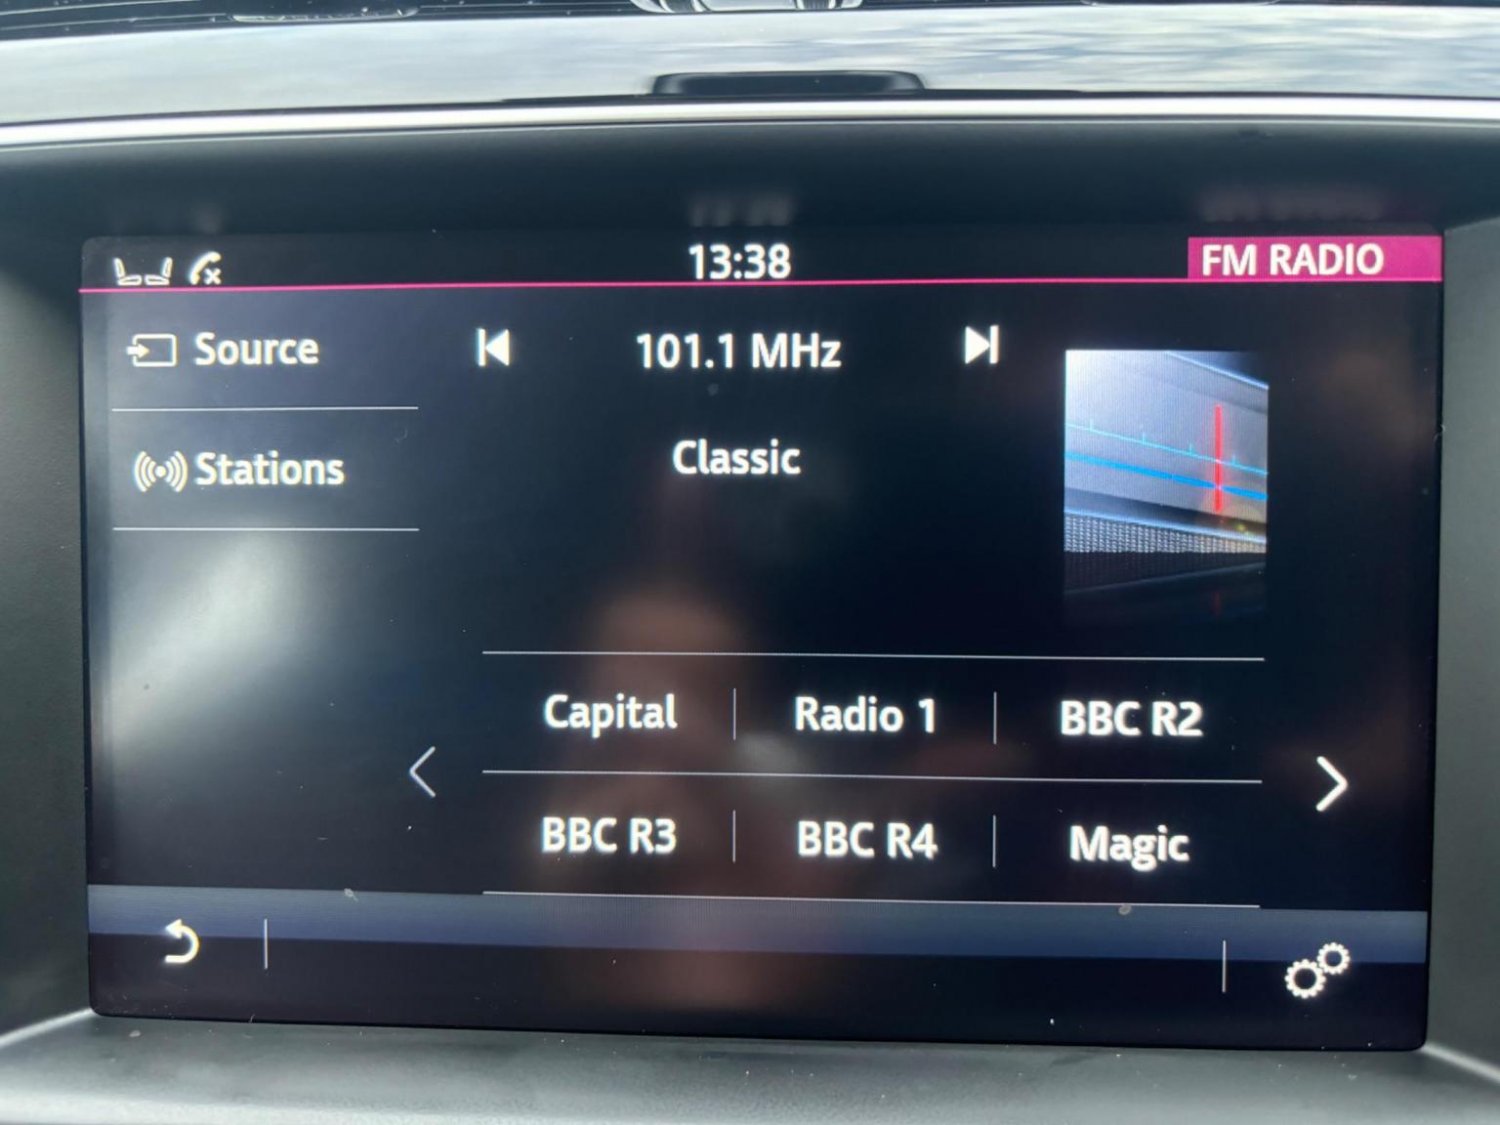 13:38
FM RADIO
Source
101.1 MHz
Stations
Classic
Capital
Radio 1
BBC R2
BBC R3
BBC R4
Magic